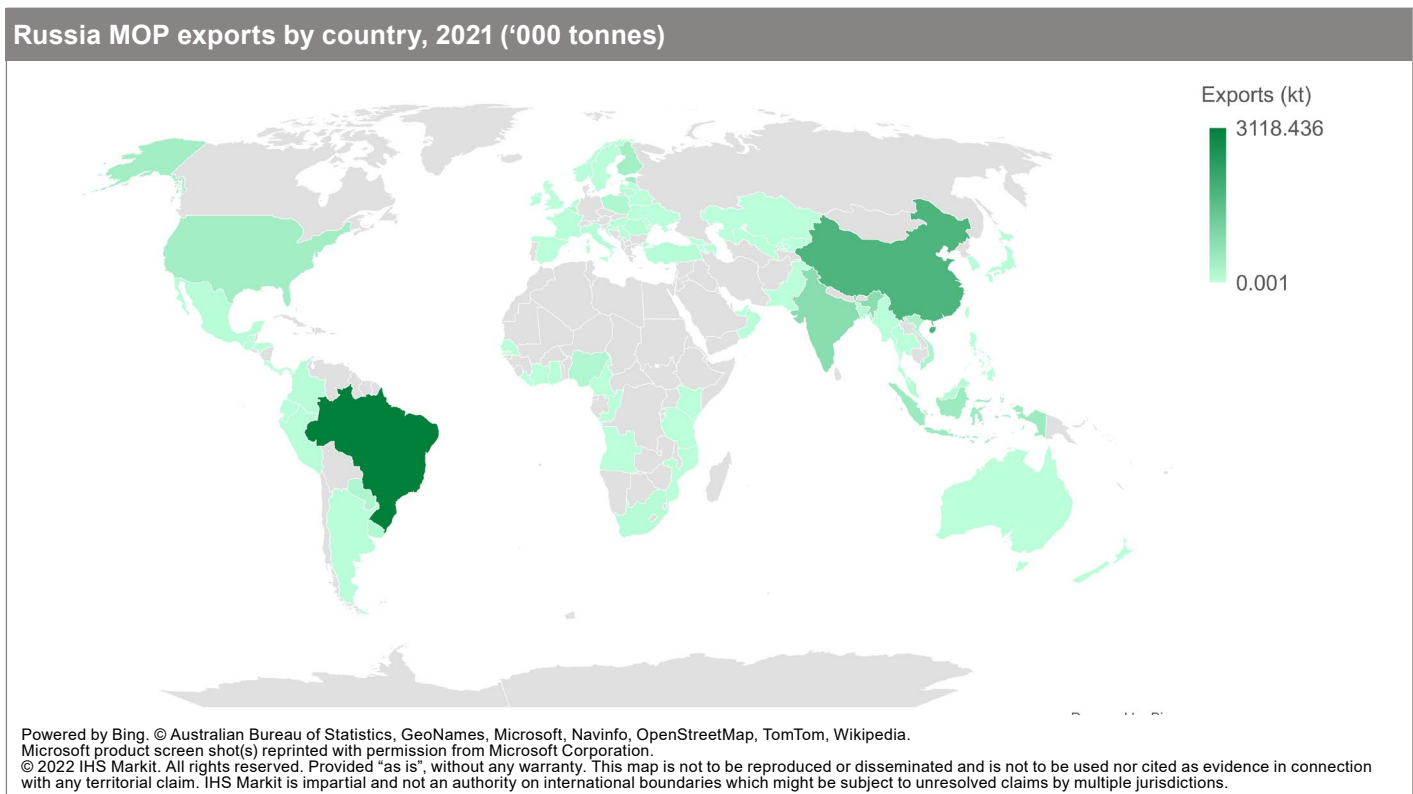 Russia MOP exports by country, 2021 (‘000 tonnes)
Exports (kt)
3118.436
0.001
Powered by Bing. © Australian Bureau of Statistics, GeoNames, Microsoft, Navinfo, OpenStreetMap, TomTom, Wikipedia.
Microsoft product screen shot(s) reprinted with permission from Microsoft Corporation.
© 2022 IHS Markit. All rights reserved. Provided “as is”, without any warranty. This map is not to be reproduced or disseminated and is not to be used nor cited as evidence in connection
with any territorial claim. IHS Markit is impartial and not an authority on international boundaries which might be subject to unresolved claims by multiple jurisdictions.